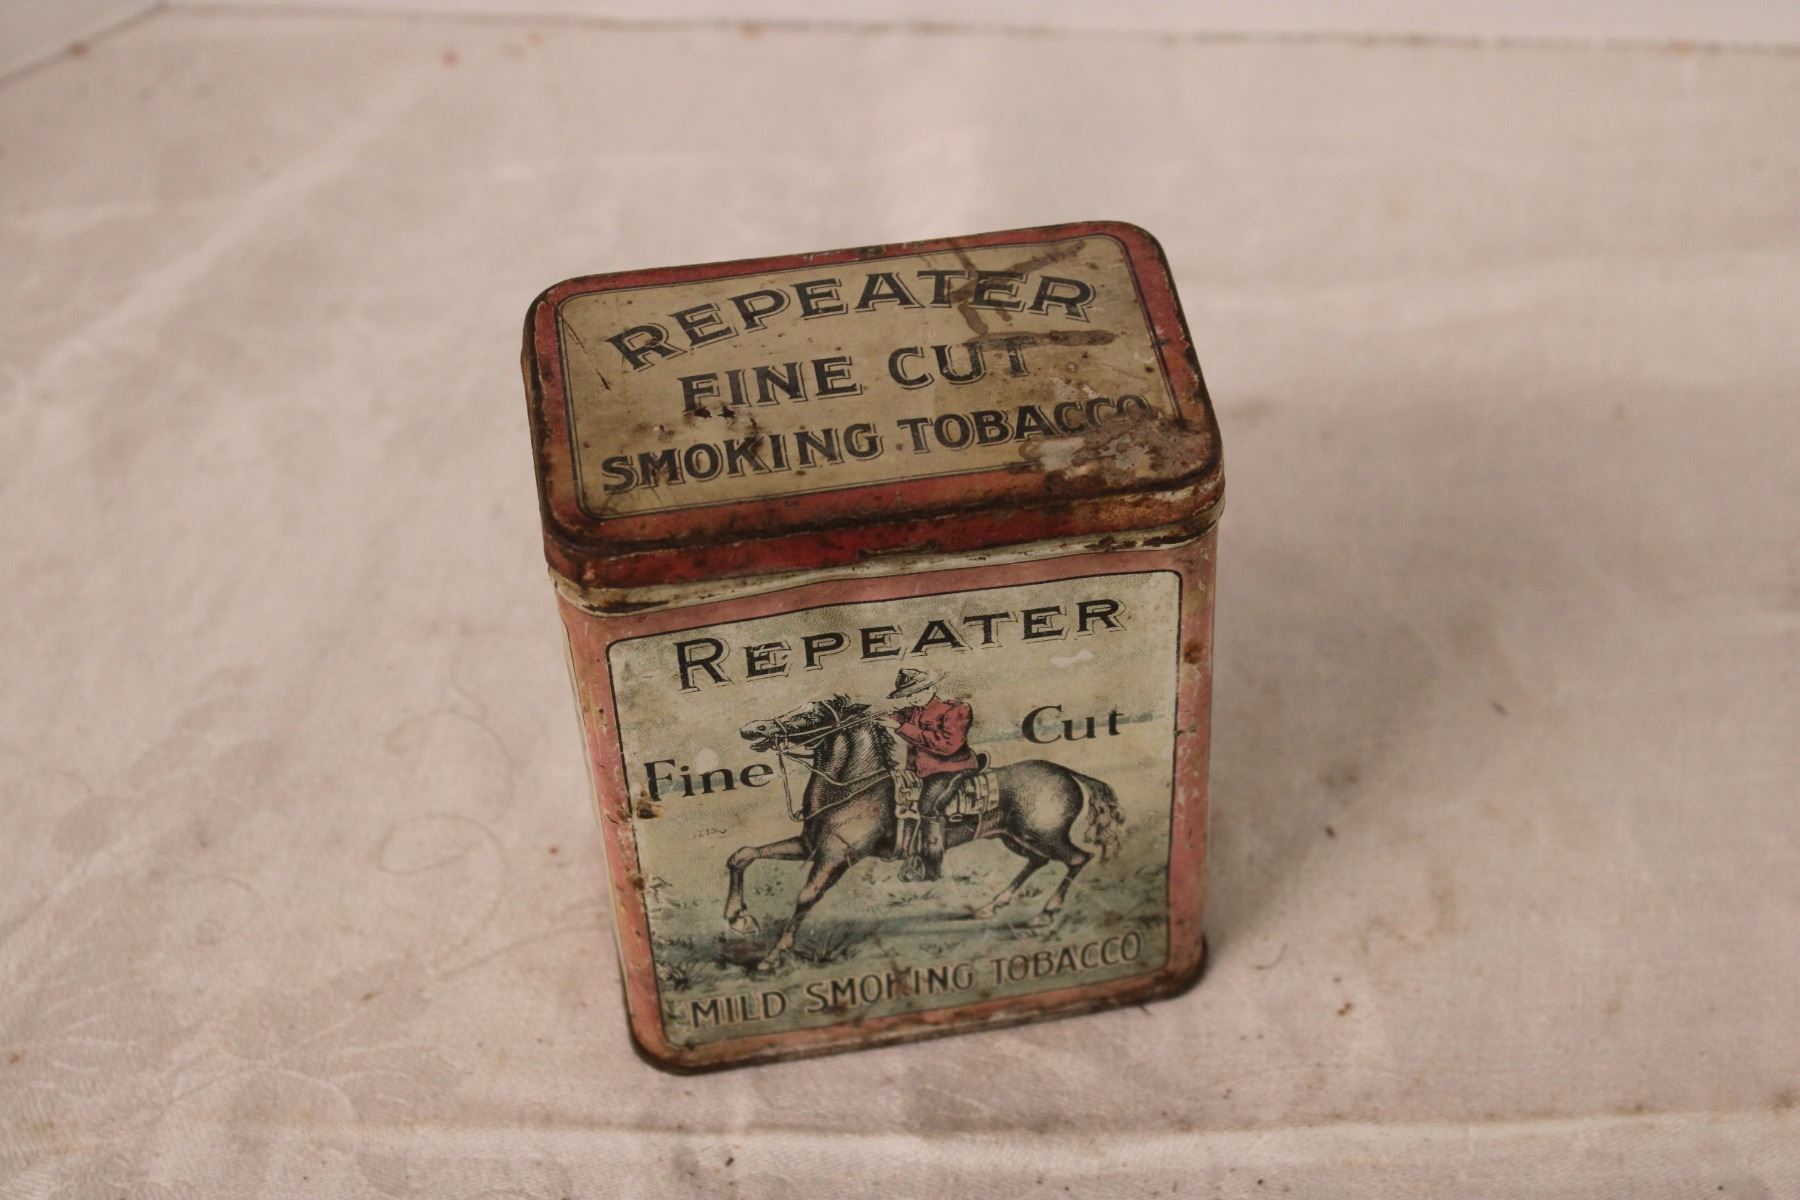 REPEATER
FINE CUT
SMOKING TOBACCO
REPEATER
Fine Cut
MILD SMOKING TOBACCO